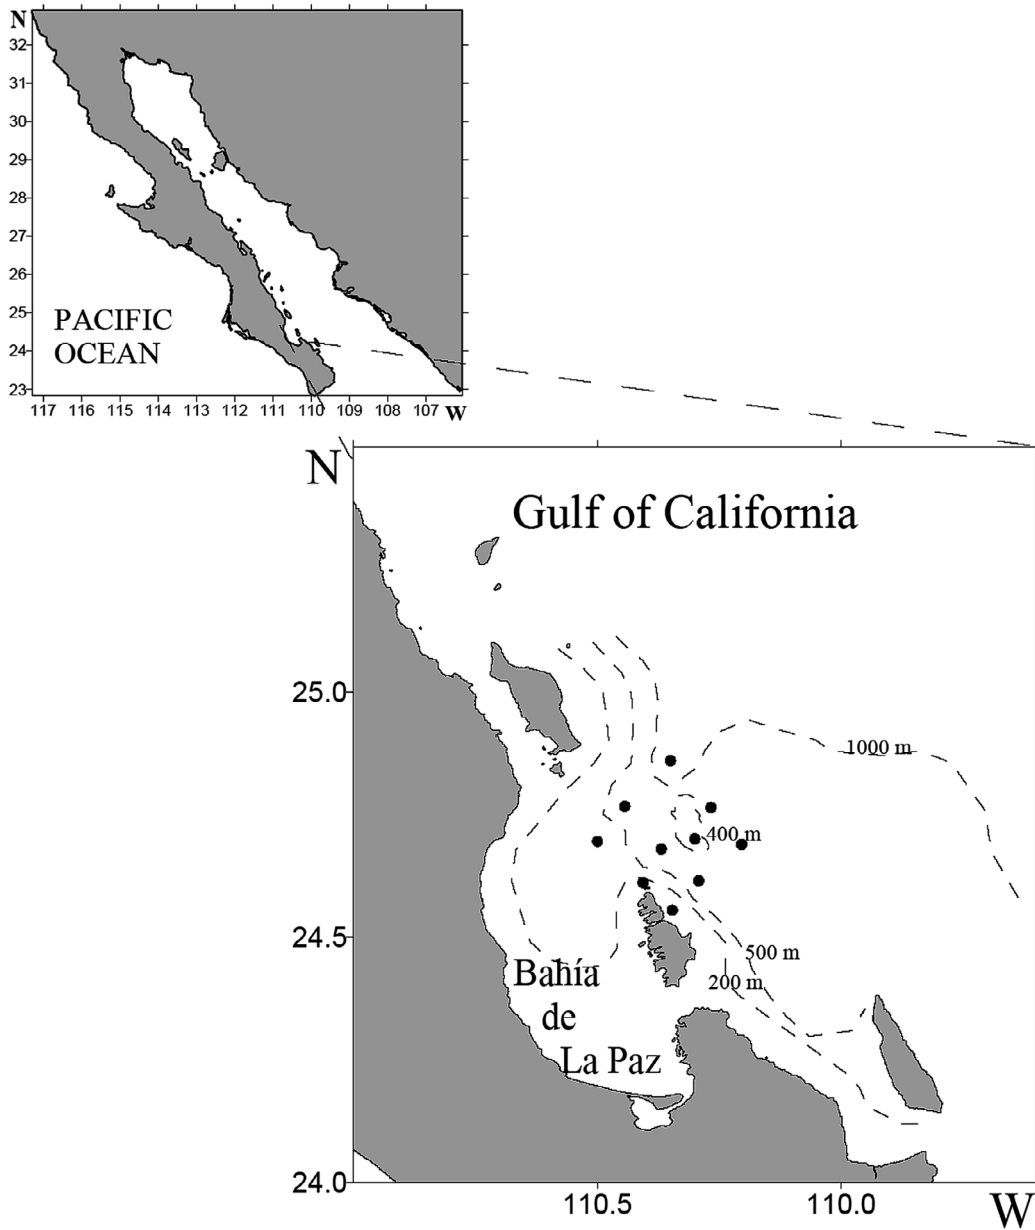 N
32
31
30
29
28
27
26
25
24
23
PACIFIC
OCEAN
117 116 115 114 113 112 111 110 109 108 107 W
N
Gulf of California
25.0
1000 m
400 m
24.5
500 m
200 m
Bahía
de
La Paz
24.0
110.5 110.0 W